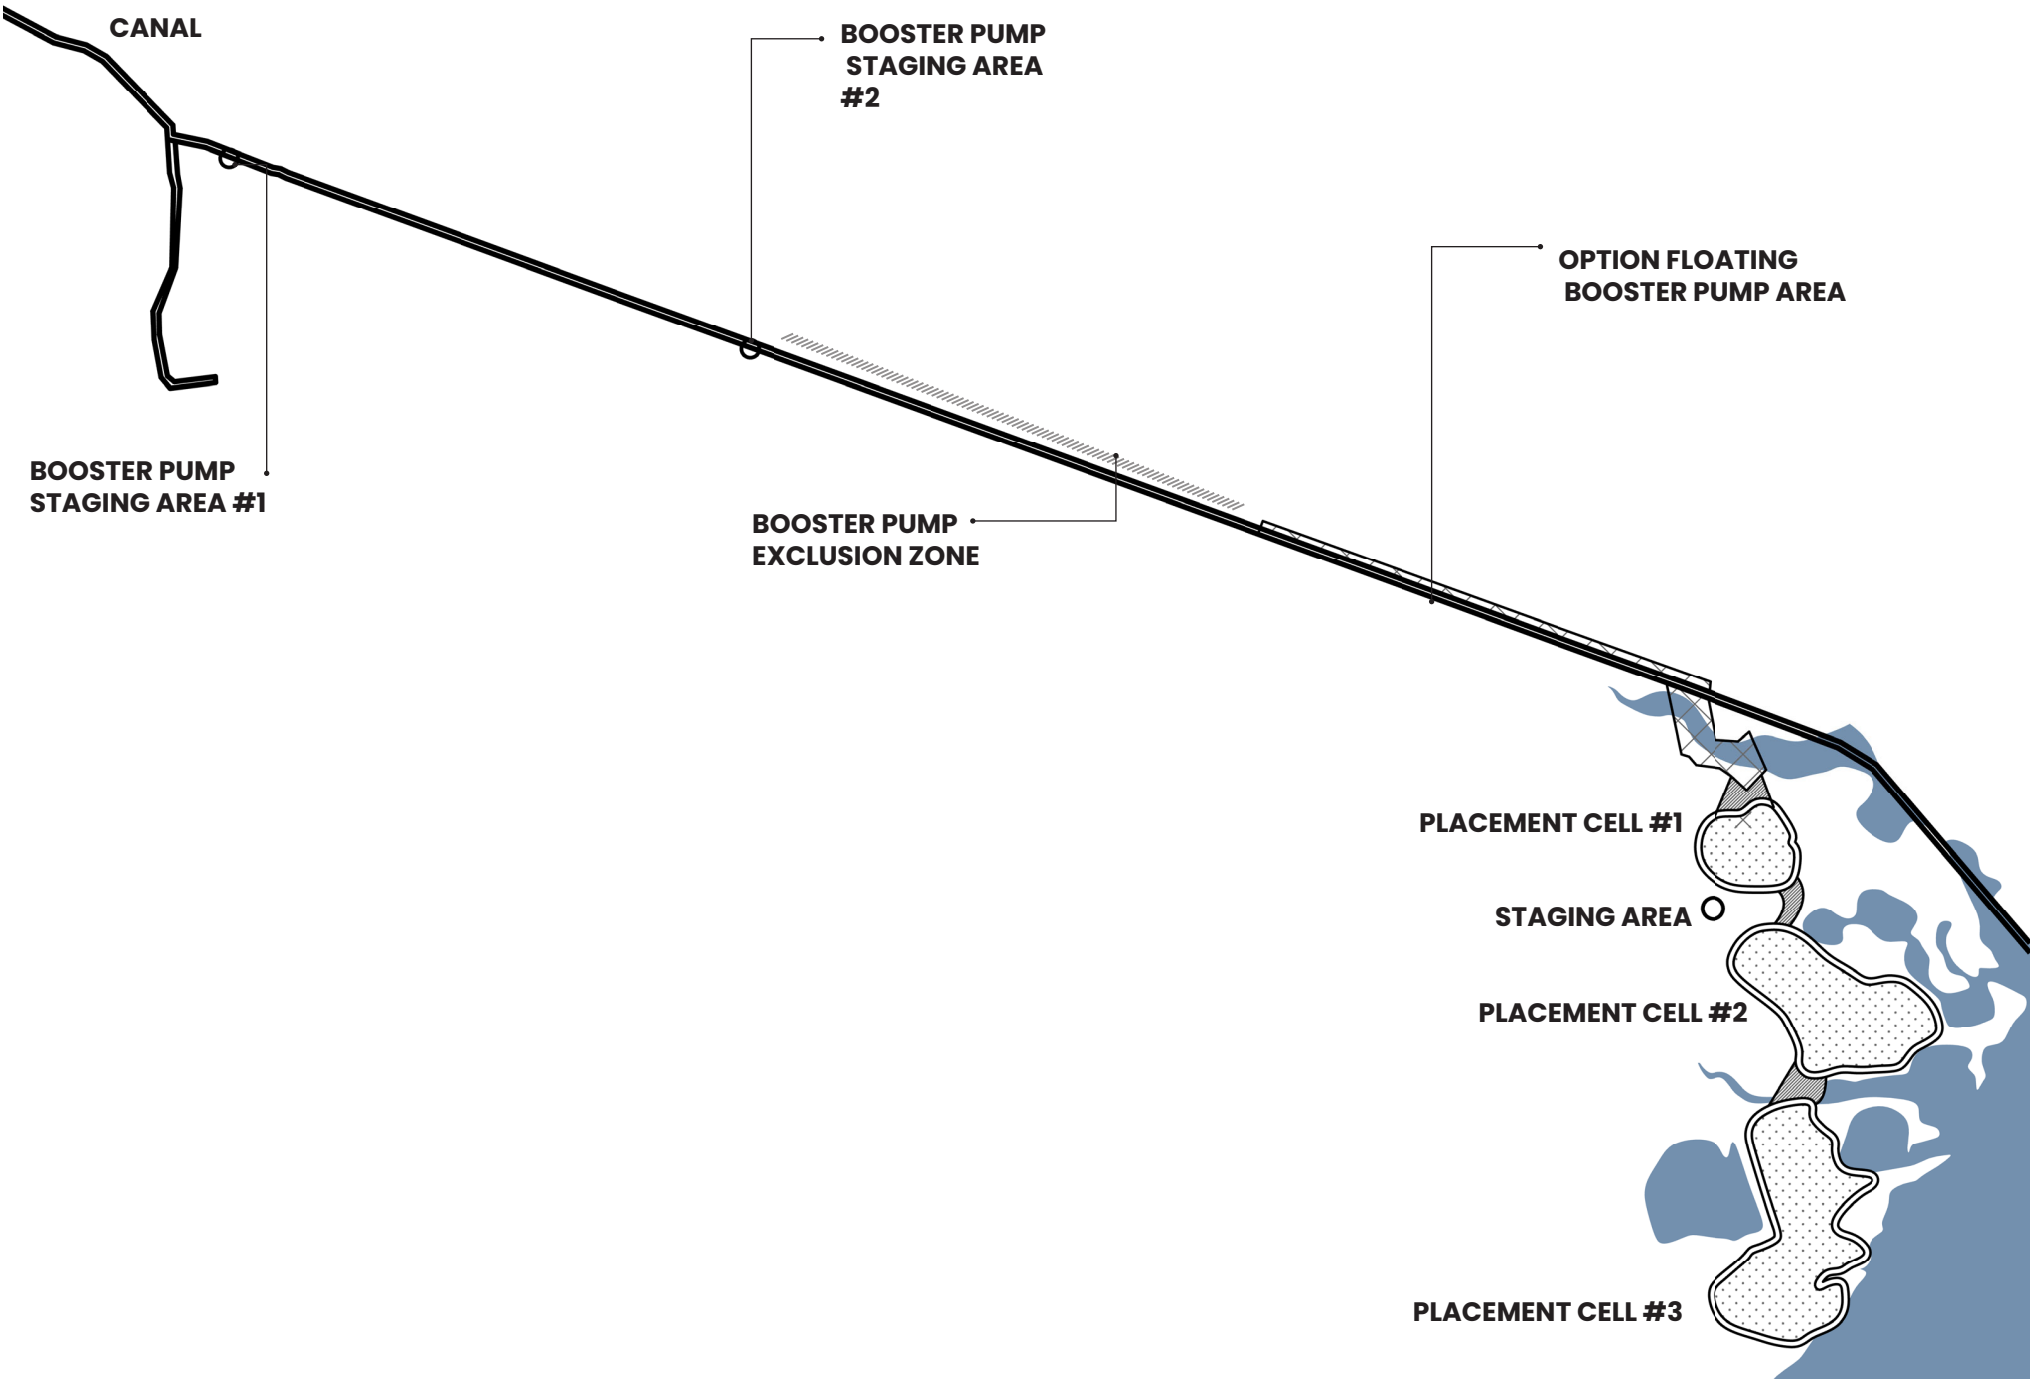 CANAL
BOOSTER PUMP
STAGING AREA
#2
OPTION FLOATING
BOOSTER PUMP AREA
BOOSTER PUMP
STAGING AREA #1
BOOSTER PUMP
EXCLUSION ZONE
PLACEMENT CELL #1
STAGING AREA
PLACEMENT CELL #2
PLACEMENT CELL #3